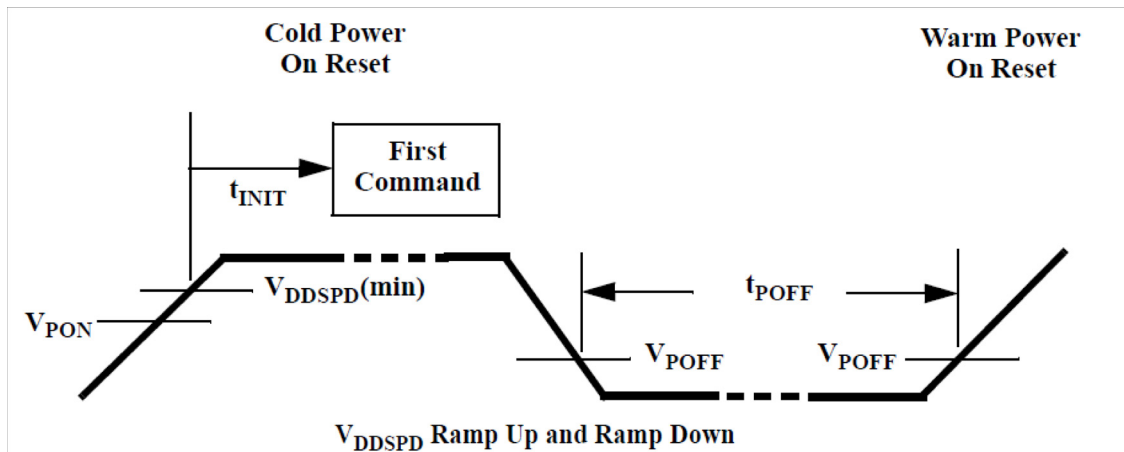 Cold Power
On Reset
Warm Power
On Reset
First
Command
tINIT
VDDSPD(min)
VPON
tPOFF
VPOFF
VPOFF
VDDSPD Ramp Up and Ramp Down